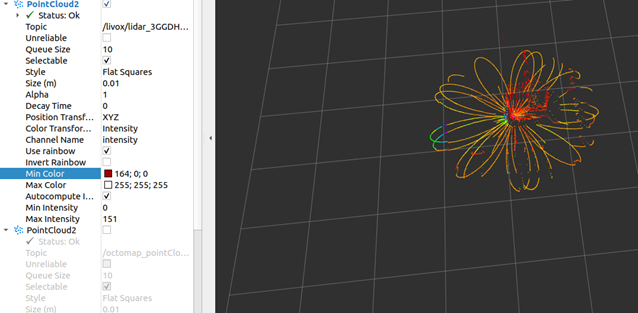 PointCloud2
Status: Ok
Topic /livox/lidar_3GGDH...
Unreliable
Queue Size 10
Selectable
Style Flat Squares
Size (m) 0.01
Alpha 1
Decay Time 0
Position Transf... XYZ
Color Transfor... Intensity
Channel Name intensity
Use rainbow
Invert Rainbow
Min Color 164; 0; 0
Max Color 255; 255; 255
Autocompute I...
Min Intensity 0
Max Intensity 151
PointCloud2
Status: Ok
Topic /octomap_pointClo...
Unreliable
Queue Size 10
Selectable
Style Flat Squares
Size (m) 0.01